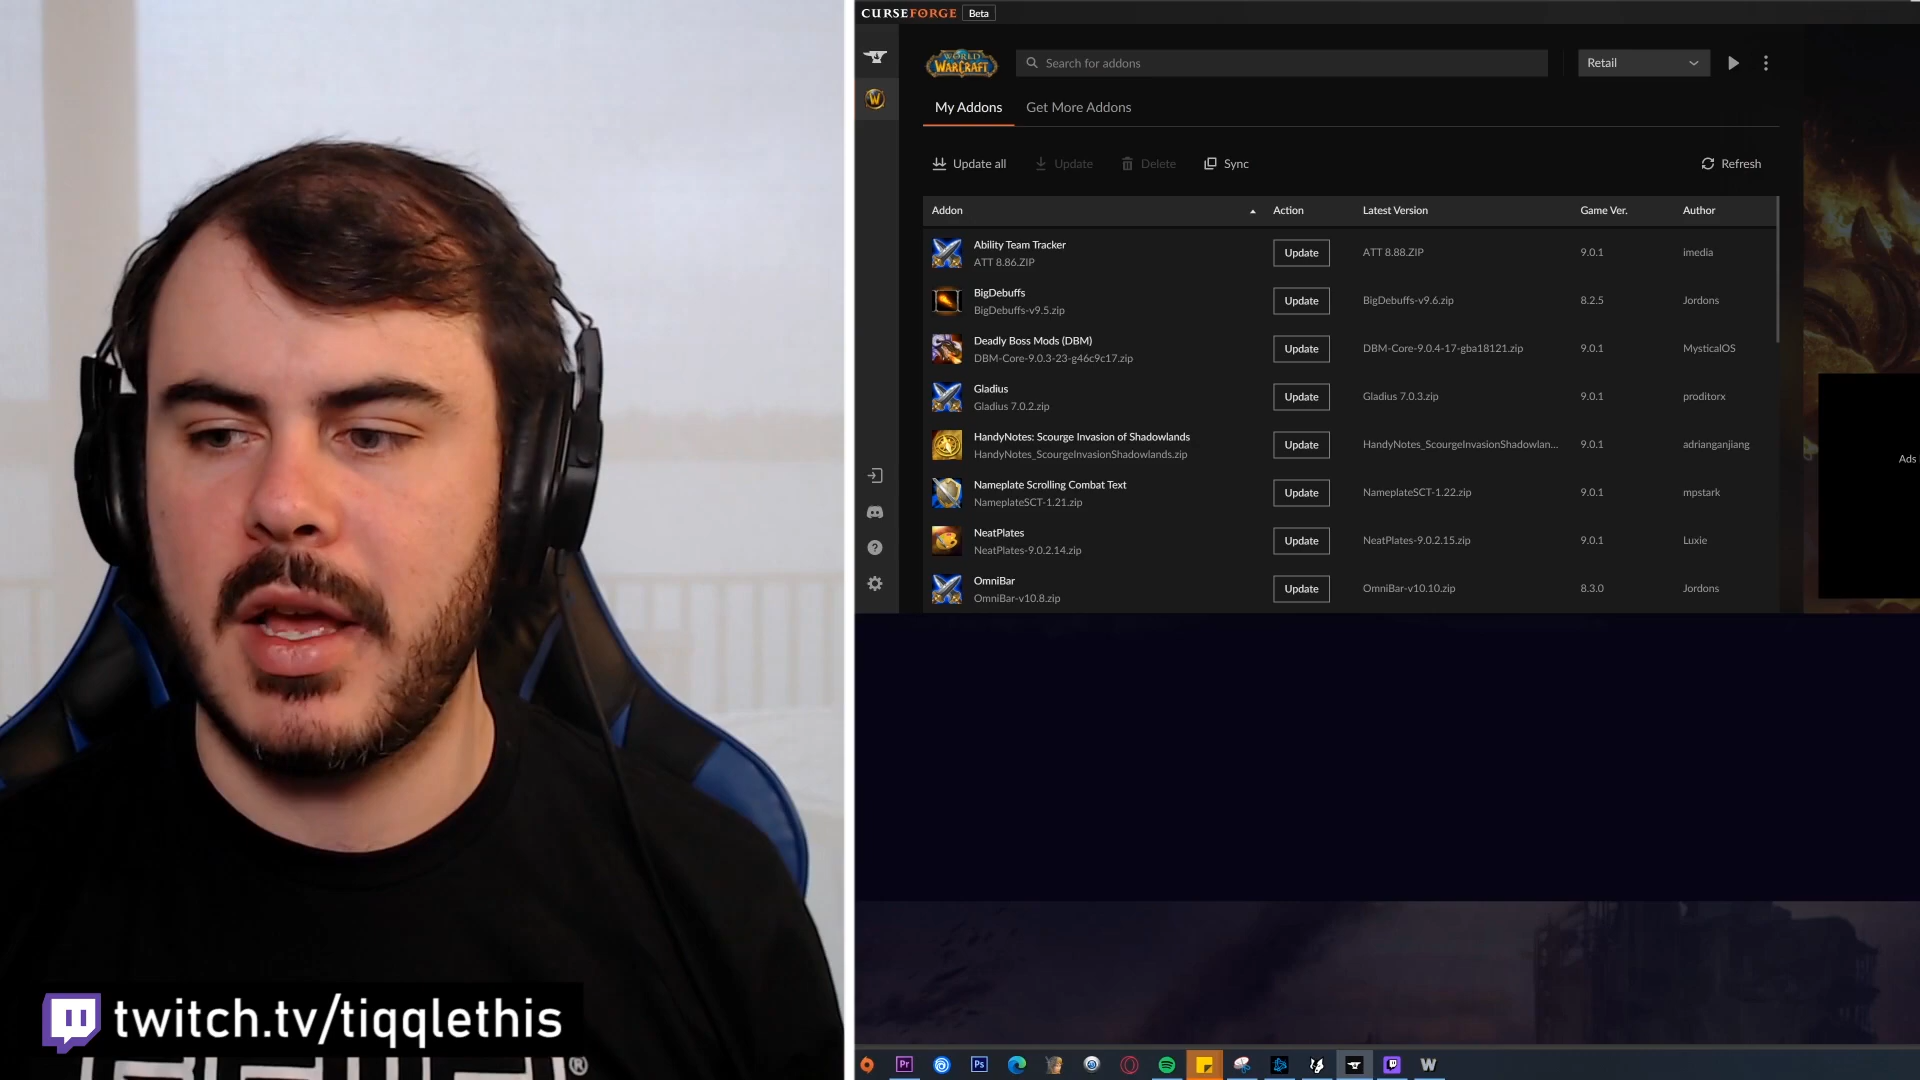 CURSEFORGE Beta
WORLD WARCRAFT
Search for addons
Retail
My Addons Get More Addons
Update all Update Delete Sync Refresh
Addon Action Latest Version Game Ver. Author
Ability Team Tracker
ATT 8.86.ZIP
Update ATT 8.88.ZIP 9.0.1 imedia
BigDebuffs
BigDebuffs-v9.5.zip
Update BigDebuffs-v9.6.zip 8.2.5 Jordons
Deadly Boss Mods (DBM)
DBM-Core-9.0.3-23-g46c9c17.zip
Update DBM-Core-9.0.4-17-gba18121.zip 9.0.1 MysticalOS
Gladius
Gladius 7.0.2.zip
Update Gladius 7.0.3.zip 9.0.1 proditorx
HandyNotes: Scourge Invasion of Shadowlands
HandyNotes_ScourgeInvasionShadowlands.zip
Update HandyNotes_ScourgeInvasionShadowlan... 9.0.1 adrianganjiang
Nameplate Scrolling Combat Text
NameplateSCT-1.21.zip
Update NameplateSCT-1.22.zip 9.0.1 mpstark
NeatPlates
NeatPlates-9.0.2.14.zip
Update NeatPlates-9.0.2.15.zip 9.0.1 Luxie
OmniBar
OmniBar-v10.8.zip
Update OmniBar-v10.10.zip 8.3.0 Jordons
Ads
twitch.tv/tiqqlethis
Pr Ps W